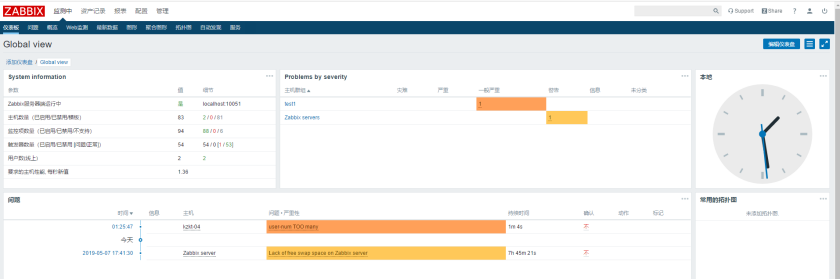 ZABBIX 监测中 资产记录 报表 配置 管理 Support Share ?
仪表板 问题 概览 Web监测 最新数据 图形 聚合图形 拓扑图 自动发现 服务
Global view 编辑仪表盘
添加仪表盘 / Global view
System information
参数 值 细节
Zabbix服务器端运行中 是 localhost:10051
主机数量 (已启用/已禁用/模板) 83 2 / 0 / 81
监控项数量 (已启用/已禁用/不支持) 94 88 / 0 / 6
触发器数量 (已启用/已禁用 [问题/正常]) 54 54 / 0 [1 / 53]
用户数(线上) 2 2
要求的主机性能, 每秒新值 1.36
Problems by severity
主机群组 ▲ 灾难 严重 一般严重 警告 信息 未分类
test1 1
Zabbix servers 1
本地
问题
时间 ▼ 信息 主机 问题 • 严重性 持续时间 确认 动作 标记
01:25:47 kzst-04 user-num TOO many 1m 4s 不
今天
2019-05-07 17:41:30 Zabbix server Lack of free swap space on Zabbix server 7h 45m 21s 不
常用的拓扑图
未添加拓扑图